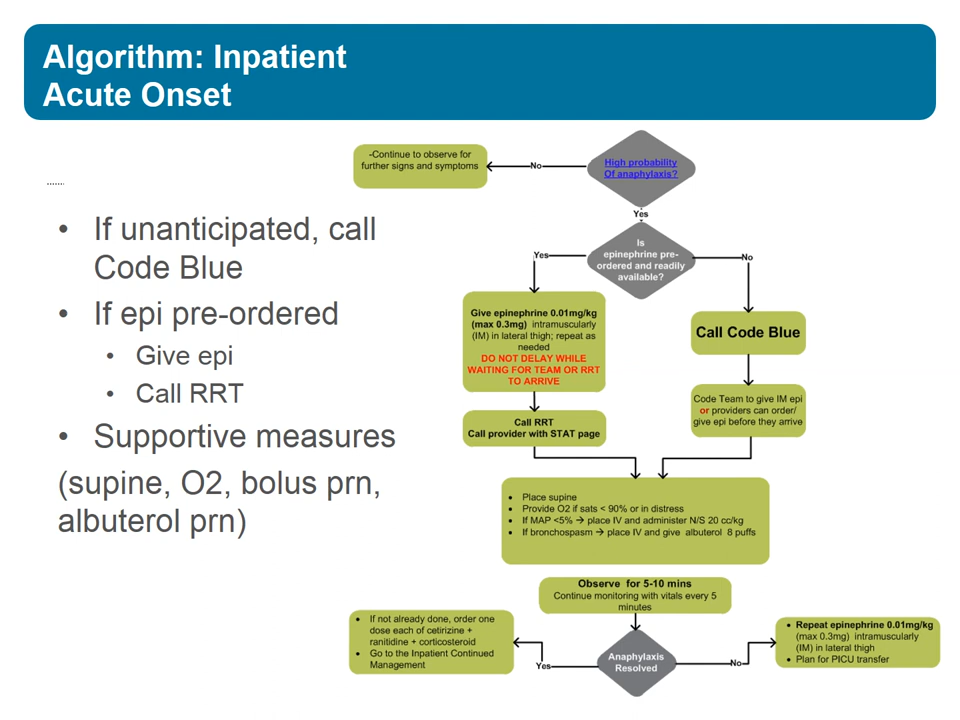 Algorithm: Inpatient
Acute Onset
• If unanticipated, call
Code Blue
• If epi pre-ordered
• Give epi
• Call RRT
• Supportive measures
(supine, O2, bolus prn,
albuterol prn)
High probability
Of anaphylaxis?
No
-Continue to observe for
further signs and symptoms
Yes
Is
epinephrine pre-
ordered and readily
available?
Yes
No
Give epinephrine 0.01mg/kg
(max 0.3mg) intramuscularly
(IM) in lateral thigh; repeat as
needed
DO NOT DELAY WHILE
WAITING FOR TEAM OR RRT
TO ARRIVE
Call RRT
Call provider with STAT page
Call Code Blue
Code Team to give IM epi
or providers can order/
give epi before they arrive
• Place supine
• Provide O2 if sats < 90% or in distress
• If MAP <5% → place IV and administer N/S 20 cc/kg
• If bronchospasm → place IV and give albuterol 8 puffs
Observe for 5-10 mins
Continue monitoring with vitals every 5
minutes
Anaphylaxis
Resolved
Yes
No
• If not already done, order one
dose each of cetirizine +
ranitidine + corticosteroid
• Go to the Inpatient Continued
Management
• Repeat epinephrine 0.01mg/kg
(max 0.3mg) intramuscularly
(IM) in lateral thigh
• Plan for PICU transfer